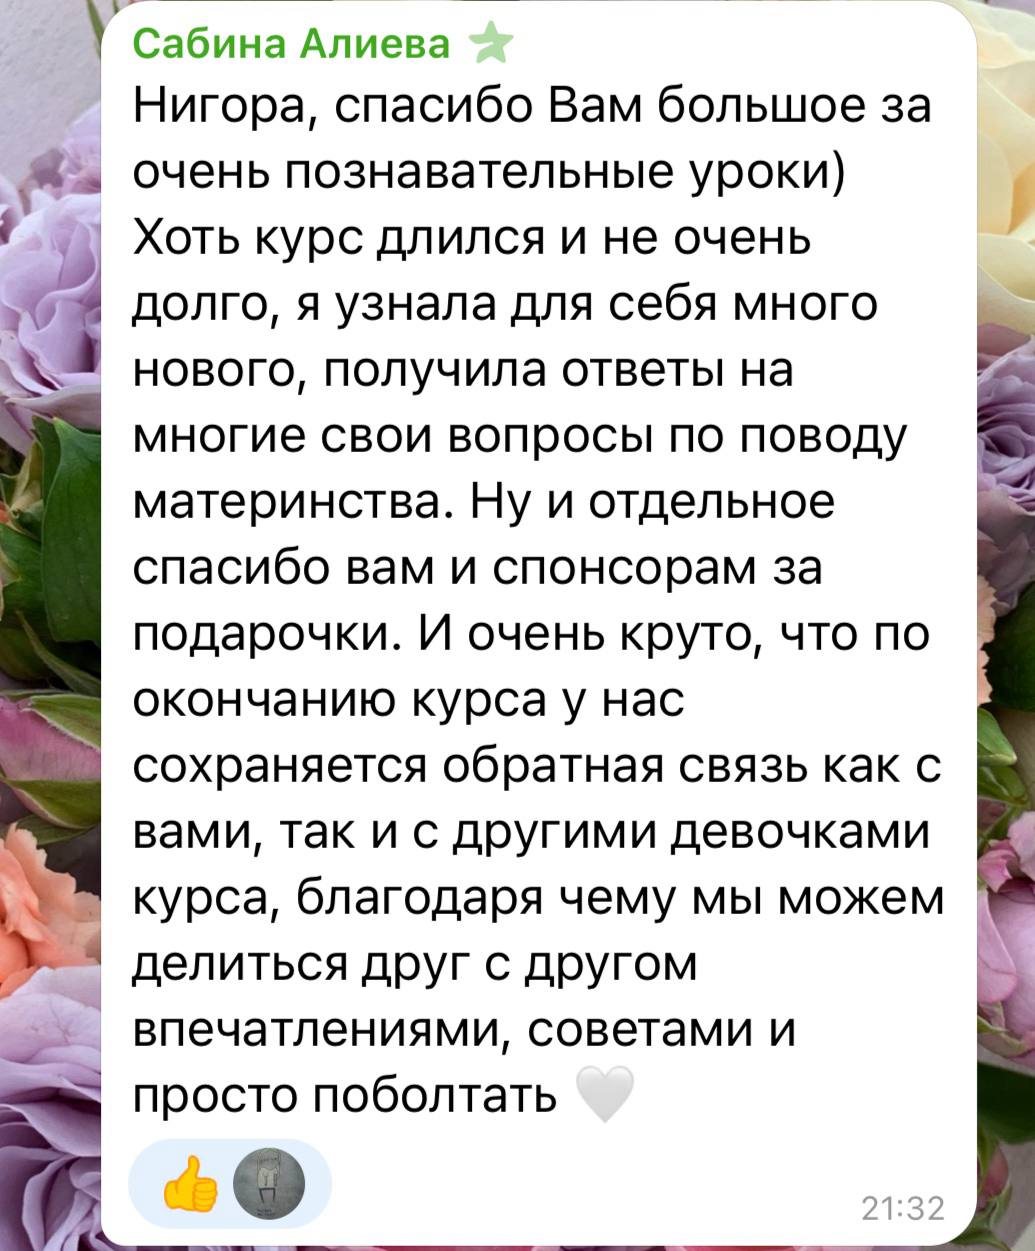 Сабина Алиева
Нигора, спасибо Вам большое за
очень познавательные уроки)
Хоть курс длился и не очень
долго, я узнала для себя много
нового, получила ответы на
многие свои вопросы по поводу
материнства. Ну и отдельное
спасибо вам и спонсорам за
подарочки. И очень круто, что по
окончанию курса у нас
сохраняется обратная связь как с
вами, так и с другими девочками
курса, благодаря чему мы можем
делиться друг с другом
впечатлениями, советами и
просто поболтать 🤍
21:32